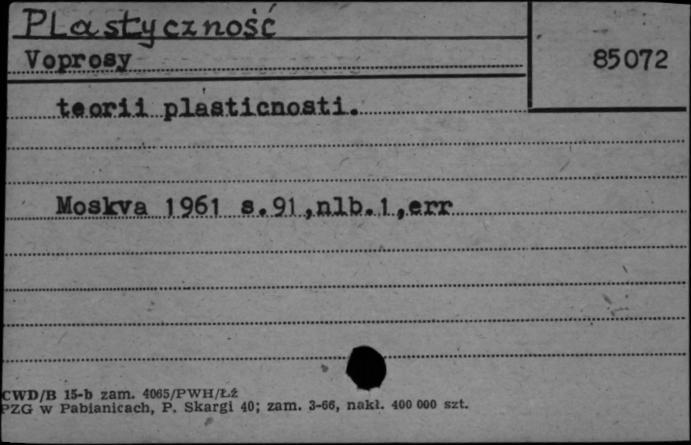 Plastyczność
Voprosy
85072
teorii plasticnosti.
Moskva 1961 s.91,nlb.1,err
CWD/B 15-b zam. 4065/PWH/Łź
PZG w Pabianicach, P. Skargi 40; zam. 3-66, nakł. 400 000 szt.